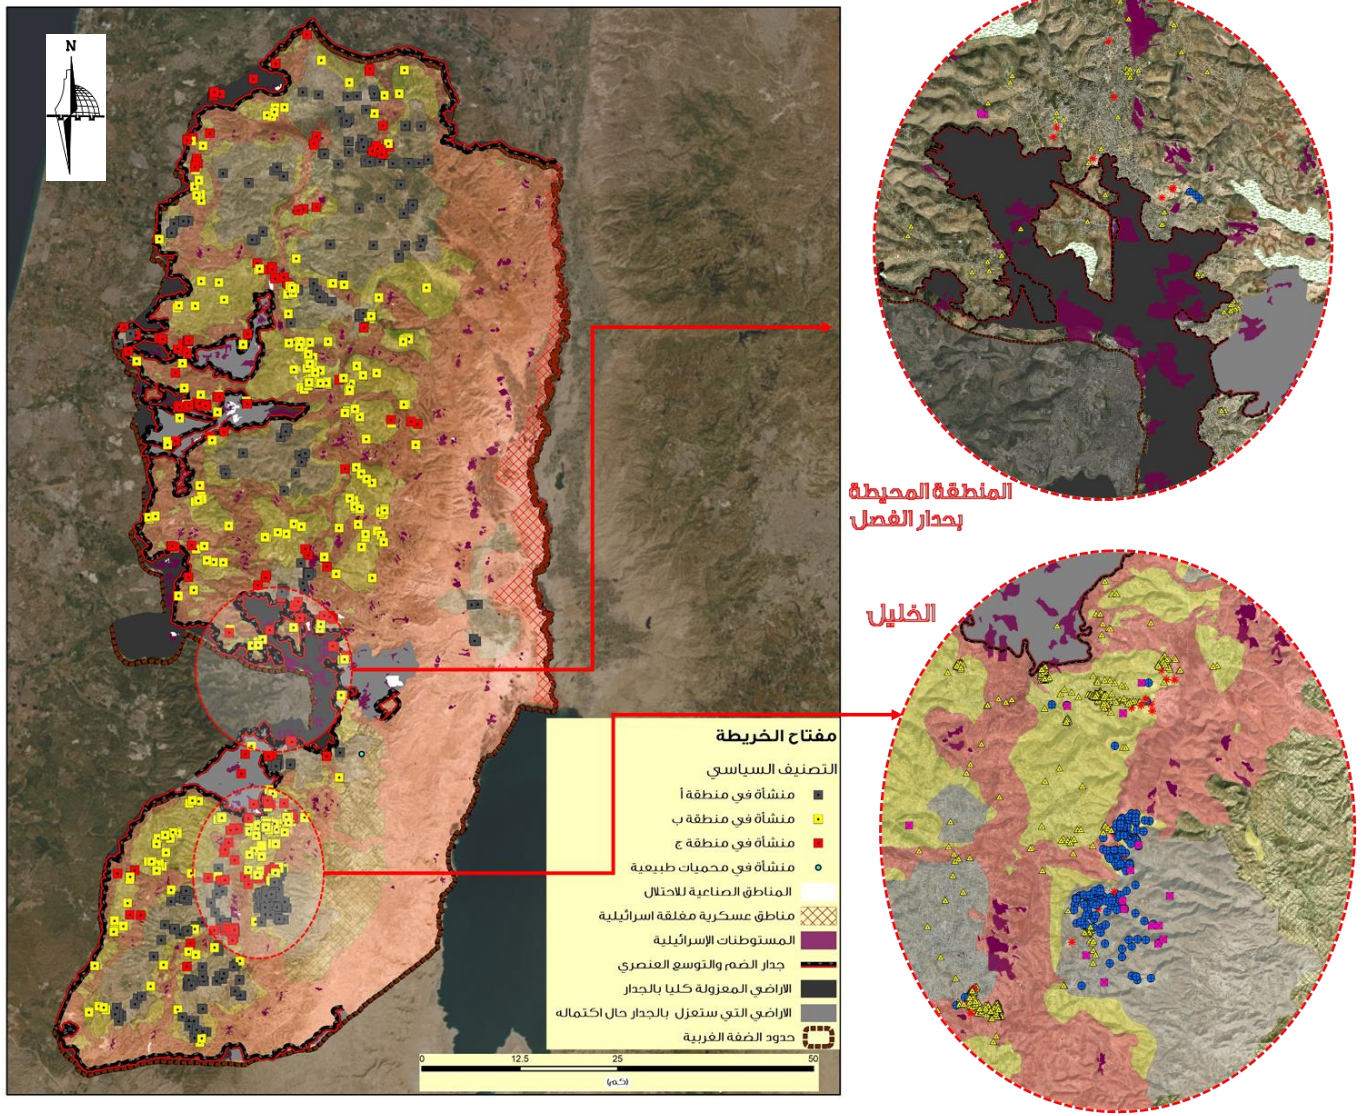 N
المنطقة المحيطة
بجدار الفصل
الخليل
مفتاح الخريطة
التصنيف السياسي
منشأة في منطقة أ
منشأة في منطقة ب
منشأة في منطقة ج
منشأة في محميات طبيعية
المناطق الصناعية للاحتلال
مناطق عسكرية مغلقة اسرائيلية
المستوطنات الإسرائيلية
جدار الضم والتوسع العنصري
الاراضي المعزولة كليا بالجدار
الاراضي التي ستعزل بالجدار حال اكتماله
حدود الضفة الغربية
0 12.5 25 50
(كم)